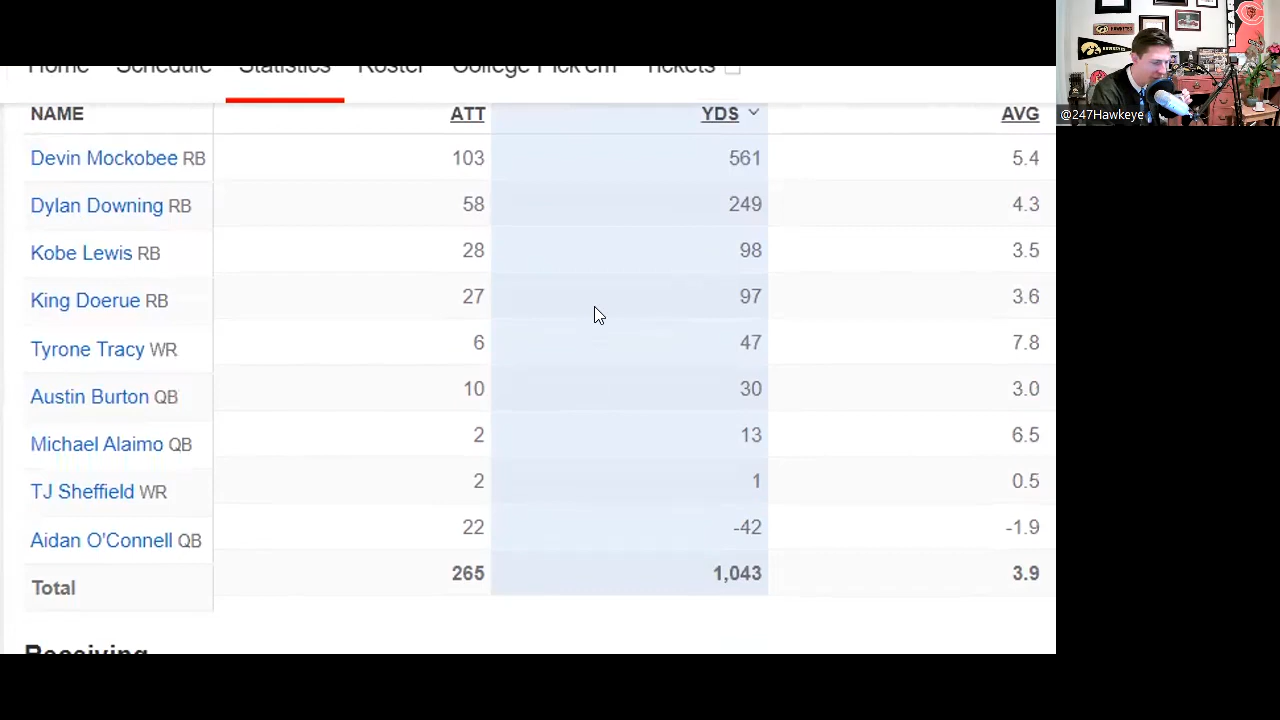 Home Schedule Statistics Roster College Pick'em Tickets
NAME ATT YDS AVG
Devin Mockobee RB 103 561 5.4
Dylan Downing RB 58 249 4.3
Kobe Lewis RB 28 98 3.5
King Doerue RB 27 97 3.6
Tyrone Tracy WR 6 47 7.8
Austin Burton QB 10 30 3.0
Michael Alaimo QB 2 13 6.5
TJ Sheffield WR 2 1 0.5
Aidan O'Connell QB 22 -42 -1.9
Total 265 1,043 3.9
Receiving
@247Hawkeye